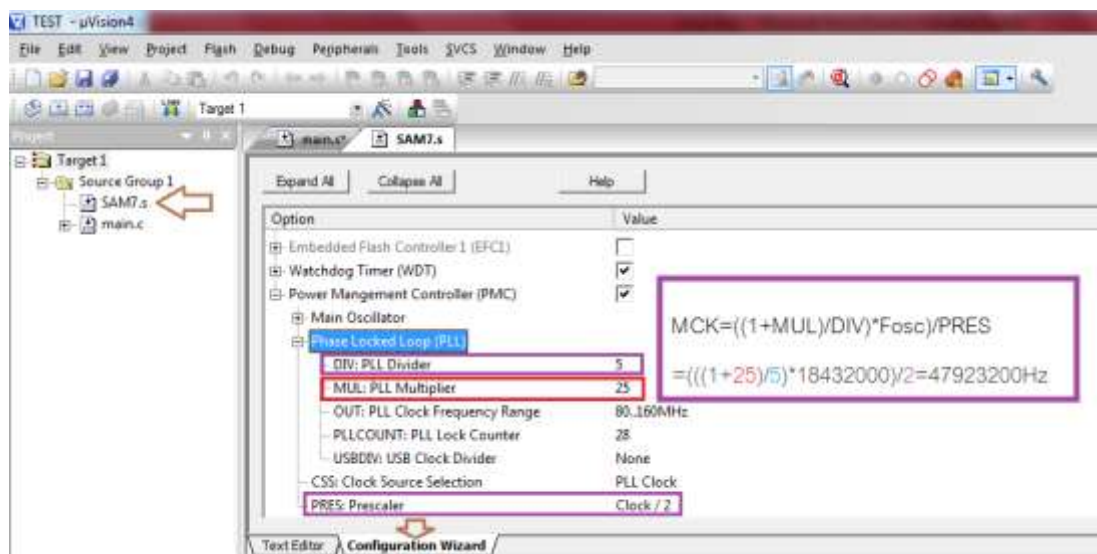 TEST - µVision4
File Edit View Project Flash Debug Peripherals Tools SVCS Window Help
Target 1
Project
main.c* SAM7.s
Target 1
Source Group 1
SAM7.s
main.c
Expand All Collapse All Help
Option Value
Embedded Flash Controller 1 (EFC1)
Watchdog Timer (WDT)
Power Mangement Controller (PMC)
Main Oscillator
Phase Locked Loop (PLL)
DIV: PLL Divider 5
MUL: PLL Multiplier 25
OUT: PLL Clock Frequency Range 80..160MHz
PLLCOUNT: PLL Lock Counter 28
USBDIV: USB Clock Divider None
CSS: Clock Source Selection PLL Clock
PRES: Prescaler Clock / 2
MCK=((1+MUL)/DIV)*Fosc)/PRES
=(((1+25)/5)*18432000)/2=47923200Hz
Text Editor Configuration Wizard